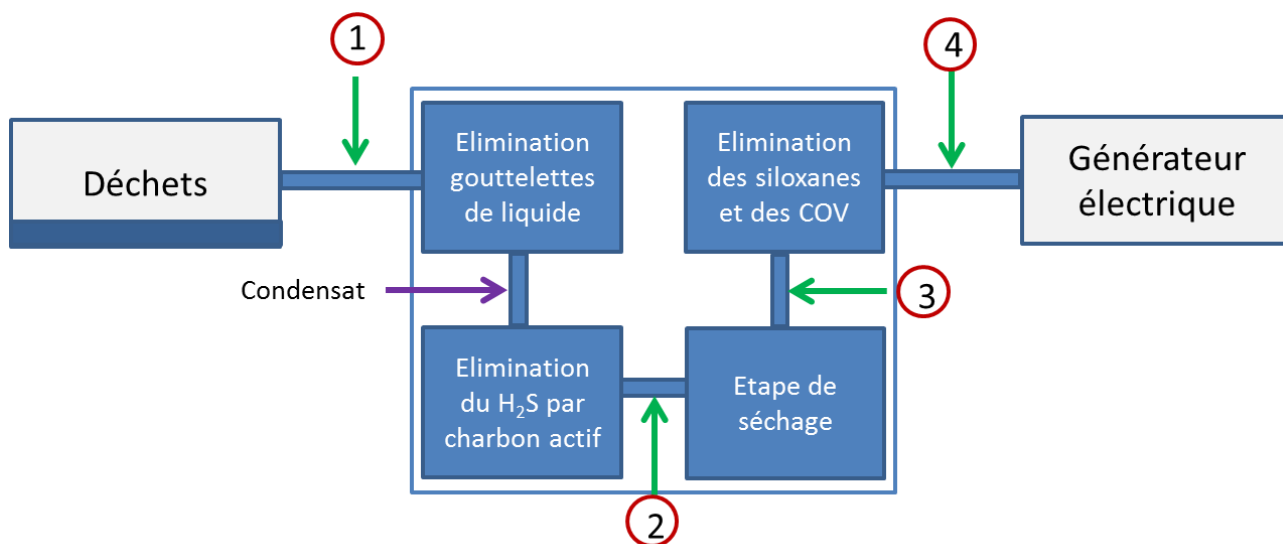 1
4
Déchets
Elimination
gouttelettes
de liquide
Elimination
des siloxanes
et des COV
Générateur
électrique
Condensat
3
Elimination
du H₂S par
charbon actif
Etape de
séchage
2